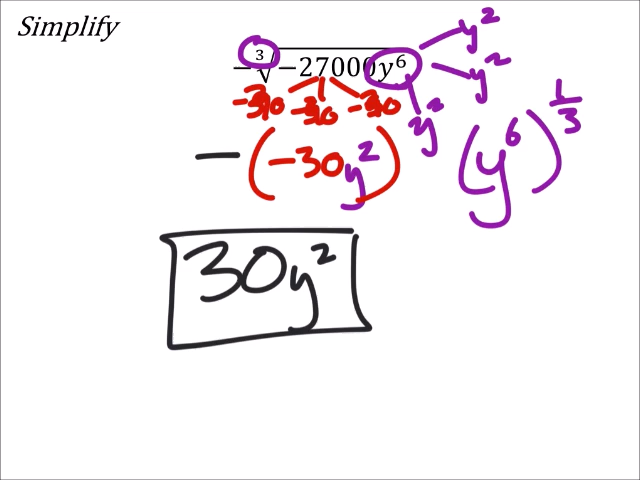 Simplify
−∛−27000y⁶
y²
y²
y²
-30 -30 -30
−(−30y²)
(y⁶)^(1/3)
30y²